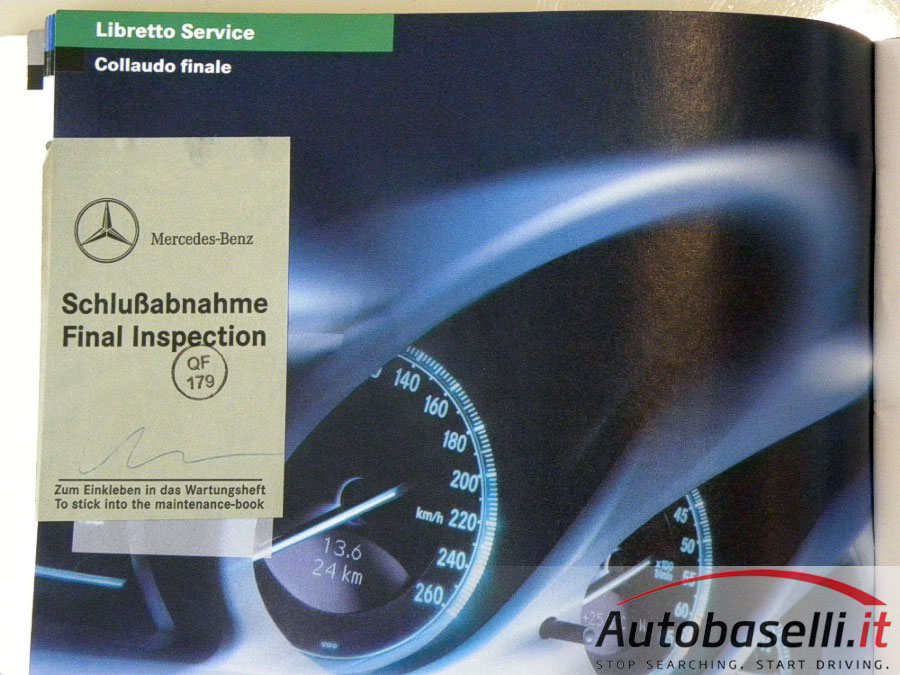 Libretto Service
Collaudo finale
Mercedes-Benz
Schlußabnahme
Final Inspection
QF
179
Zum Einkleben in das Wartungsheft
To stick into the maintenance-book
140
160
180
200
km/h 220
240
260
13.6
24 km
45
50
55
60
Autobaselli.it
STOP SEARCHING. START DRIVING.